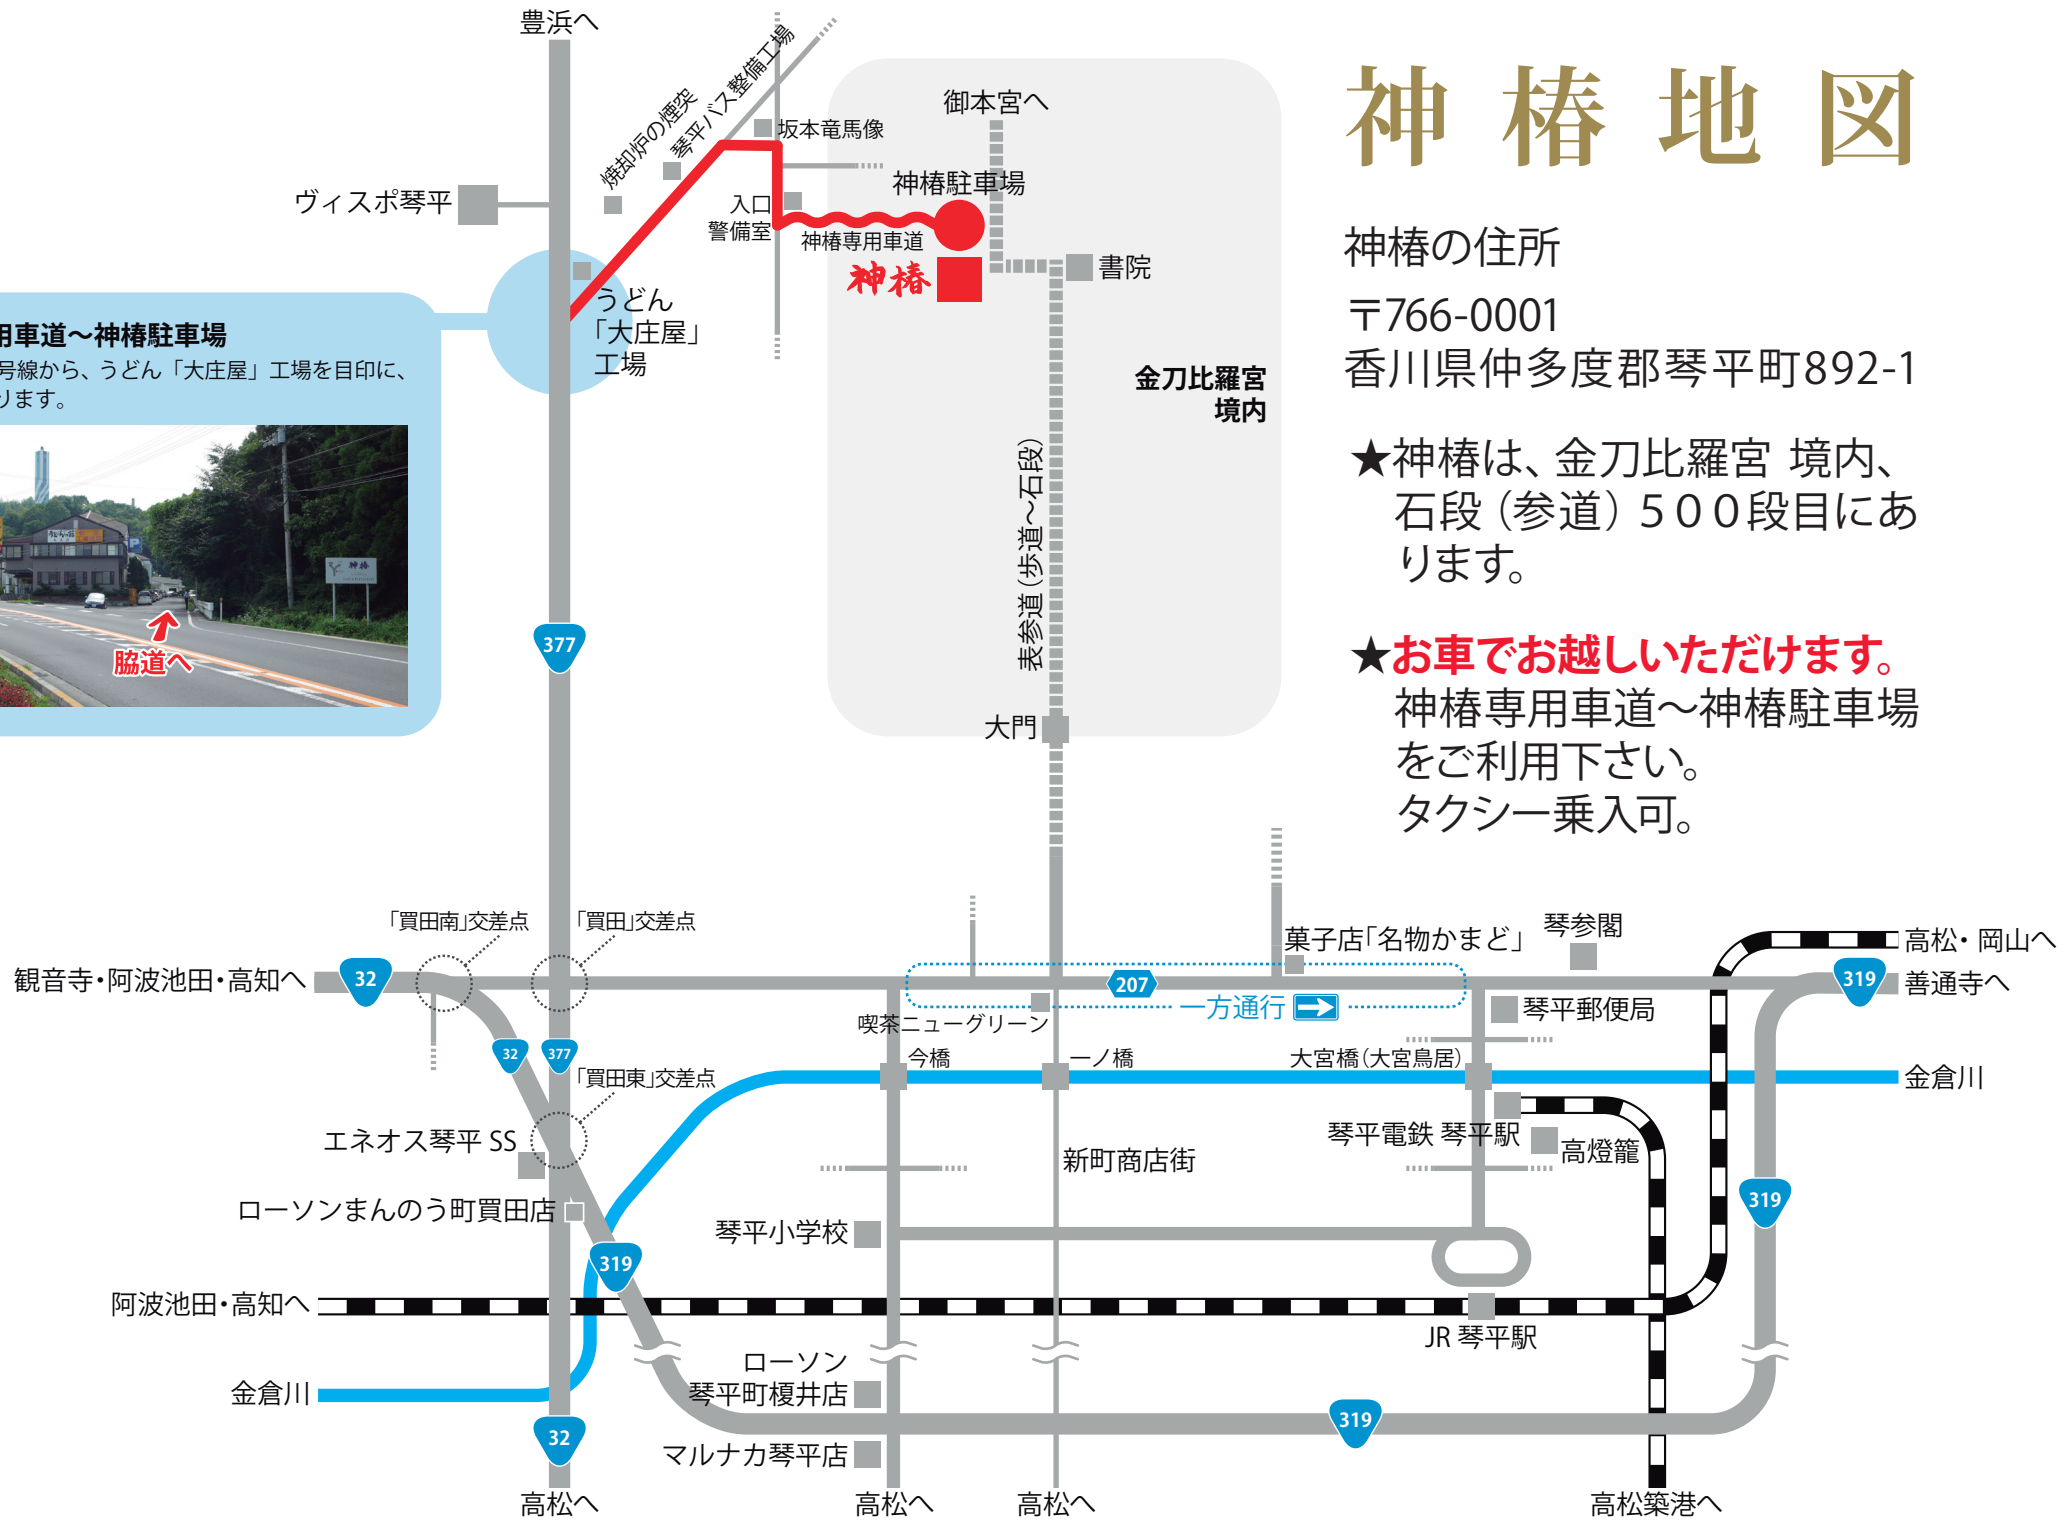 神椿地図
神椿の住所
〒766-0001
香川県仲多度郡琴平町892-1
★神椿は、金刀比羅宮 境内、
石段（参道）５００段目にあ
ります。
★お車でお越しいただけます。
神椿専用車道～神椿駐車場
をご利用下さい。
タクシー乗入可。
豊浜へ
焼却炉の煙突
琴平バス整備工場
坂本竜馬像
御本宮へ
ヴィスポ琴平
入口
警備室
神椿駐車場
神椿専用車道
神椿
書院
うどん
「大庄屋」
工場
用車道～神椿駐車場
号線から、うどん「大庄屋」工場を目印に、
ります。
神椿
脇道へ
金刀比羅宮
境内
表参道（歩道～石段）
377
大門
「買田南」交差点
「買田」交差点
菓子店「名物かまど」
琴参閣
高松・岡山へ
観音寺・阿波池田・高知へ
32
207
319
善通寺へ
一方通行
喫茶ニューグリーン
琴平郵便局
32
377
今橋
一ノ橋
大宮橋（大宮鳥居）
「買田東」交差点
金倉川
エネオス琴平 SS
新町商店街
琴平電鉄 琴平駅
高燈籠
ローソンまんのう町買田店
319
琴平小学校
319
阿波池田・高知へ
JR 琴平駅
ローソン
琴平町榎井店
金倉川
32
319
マルナカ琴平店
高松へ
高松へ
高松へ
高松築港へ